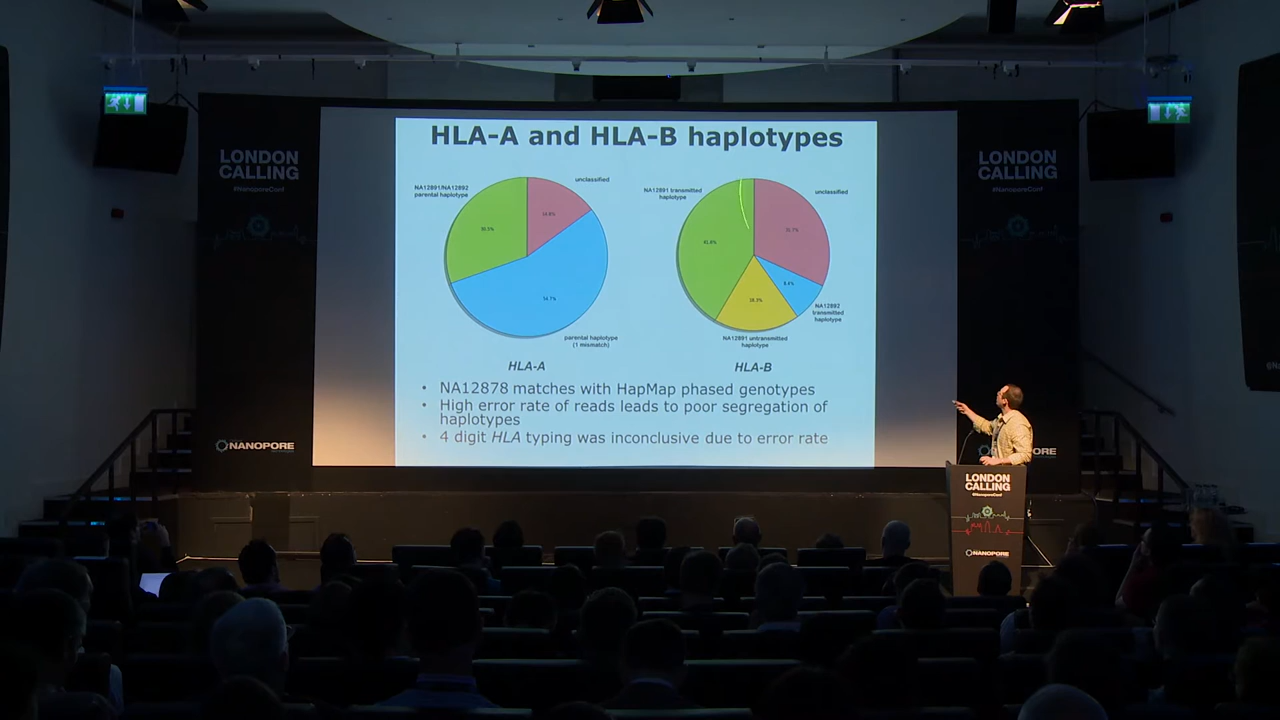 HLA-A and HLA-B haplotypes
LONDON
CALLING
#NanoporeConf
LONDON
CALLING
#NanoporeConf
NA12891/NA12892
parental haplotype
unclassified
parental haplotype
(1 mismatch)
HLA-A
NA12891 transmitted
haplotype
unclassified
NA12892
transmitted
haplotype
NA12891 untransmitted
haplotype
HLA-B
• NA12878 matches with HapMap phased genotypes
• High error rate of reads leads to poor segregation of
haplotypes
• 4 digit HLA typing was inconclusive due to error rate
NANOPORE
LONDON
CALLING
#NanoporeConf
NANOPORE